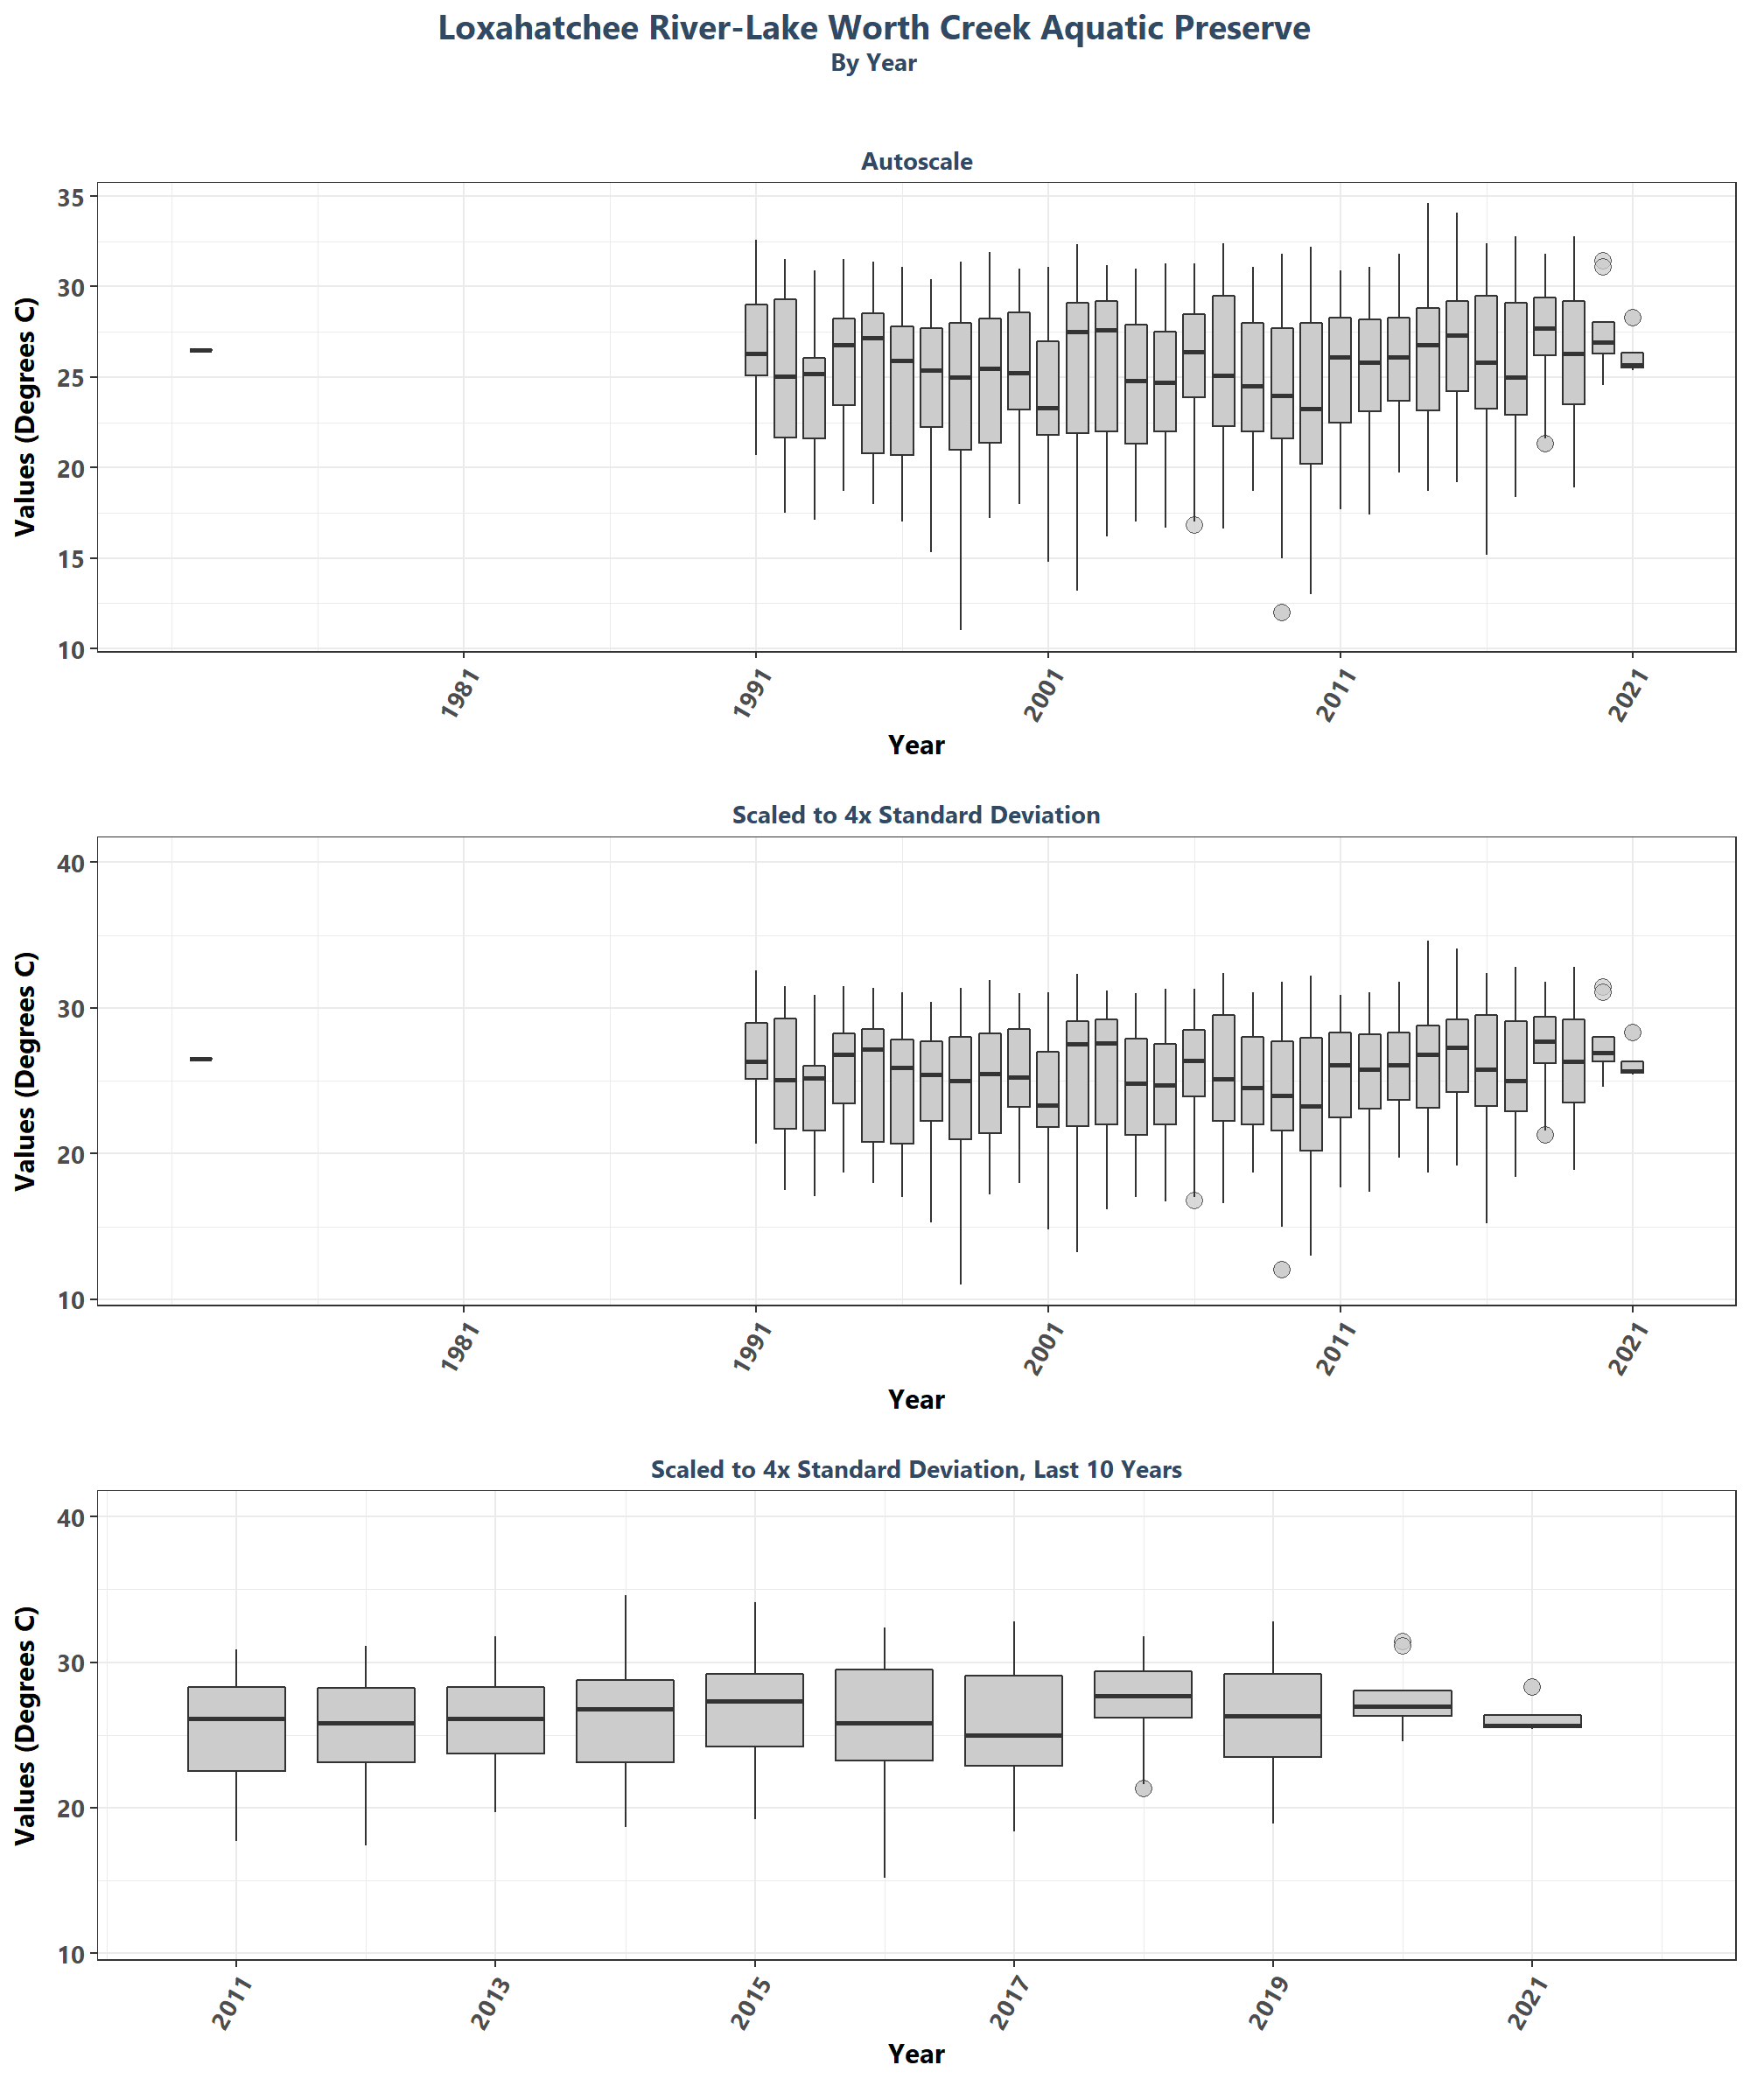 Loxahatchee River-Lake Worth Creek Aquatic Preserve
By Year
Autoscale
Values (Degrees C)
35
30
25
20
15
10
1981
1991
2001
2011
2021
Year
Scaled to 4x Standard Deviation
Values (Degrees C)
40
30
20
10
1981
1991
2001
2011
2021
Year
Scaled to 4x Standard Deviation, Last 10 Years
Values (Degrees C)
40
30
20
10
2011
2013
2015
2017
2019
2021
Year